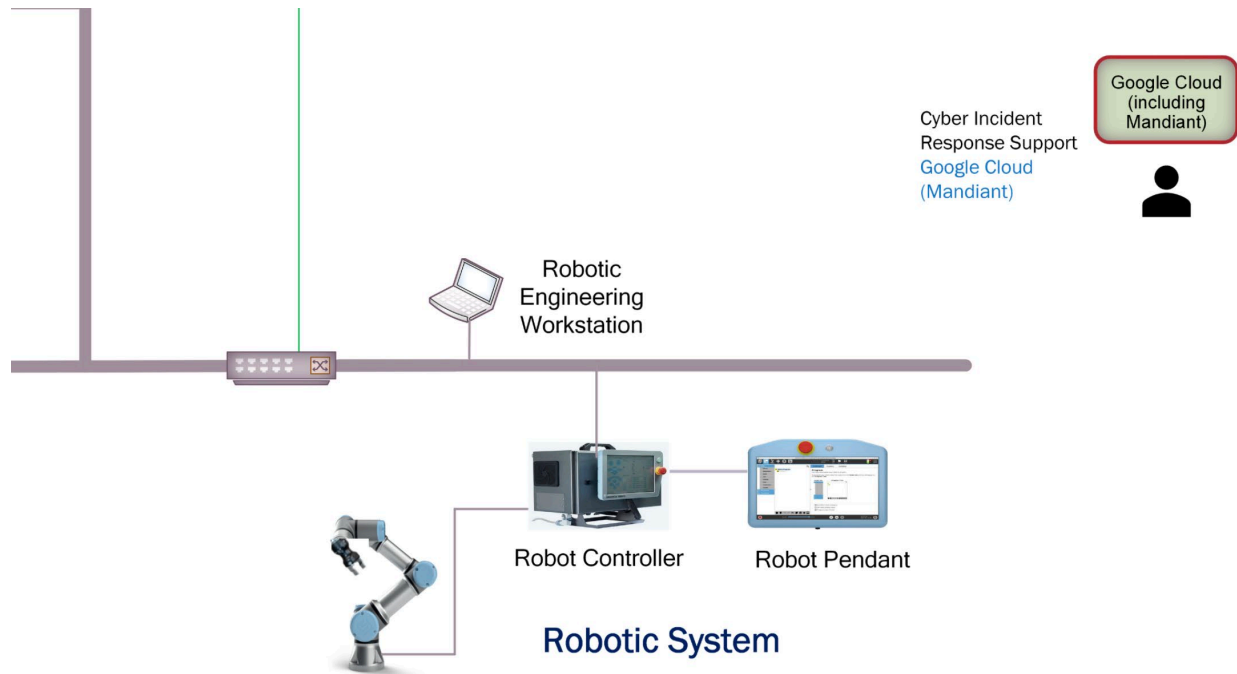 Google Cloud
(including
Mandiant)
Cyber Incident
Response Support
Google Cloud
(Mandiant)
Robotic
Engineering
Workstation
Robot Controller
Robot Pendant
Robotic System